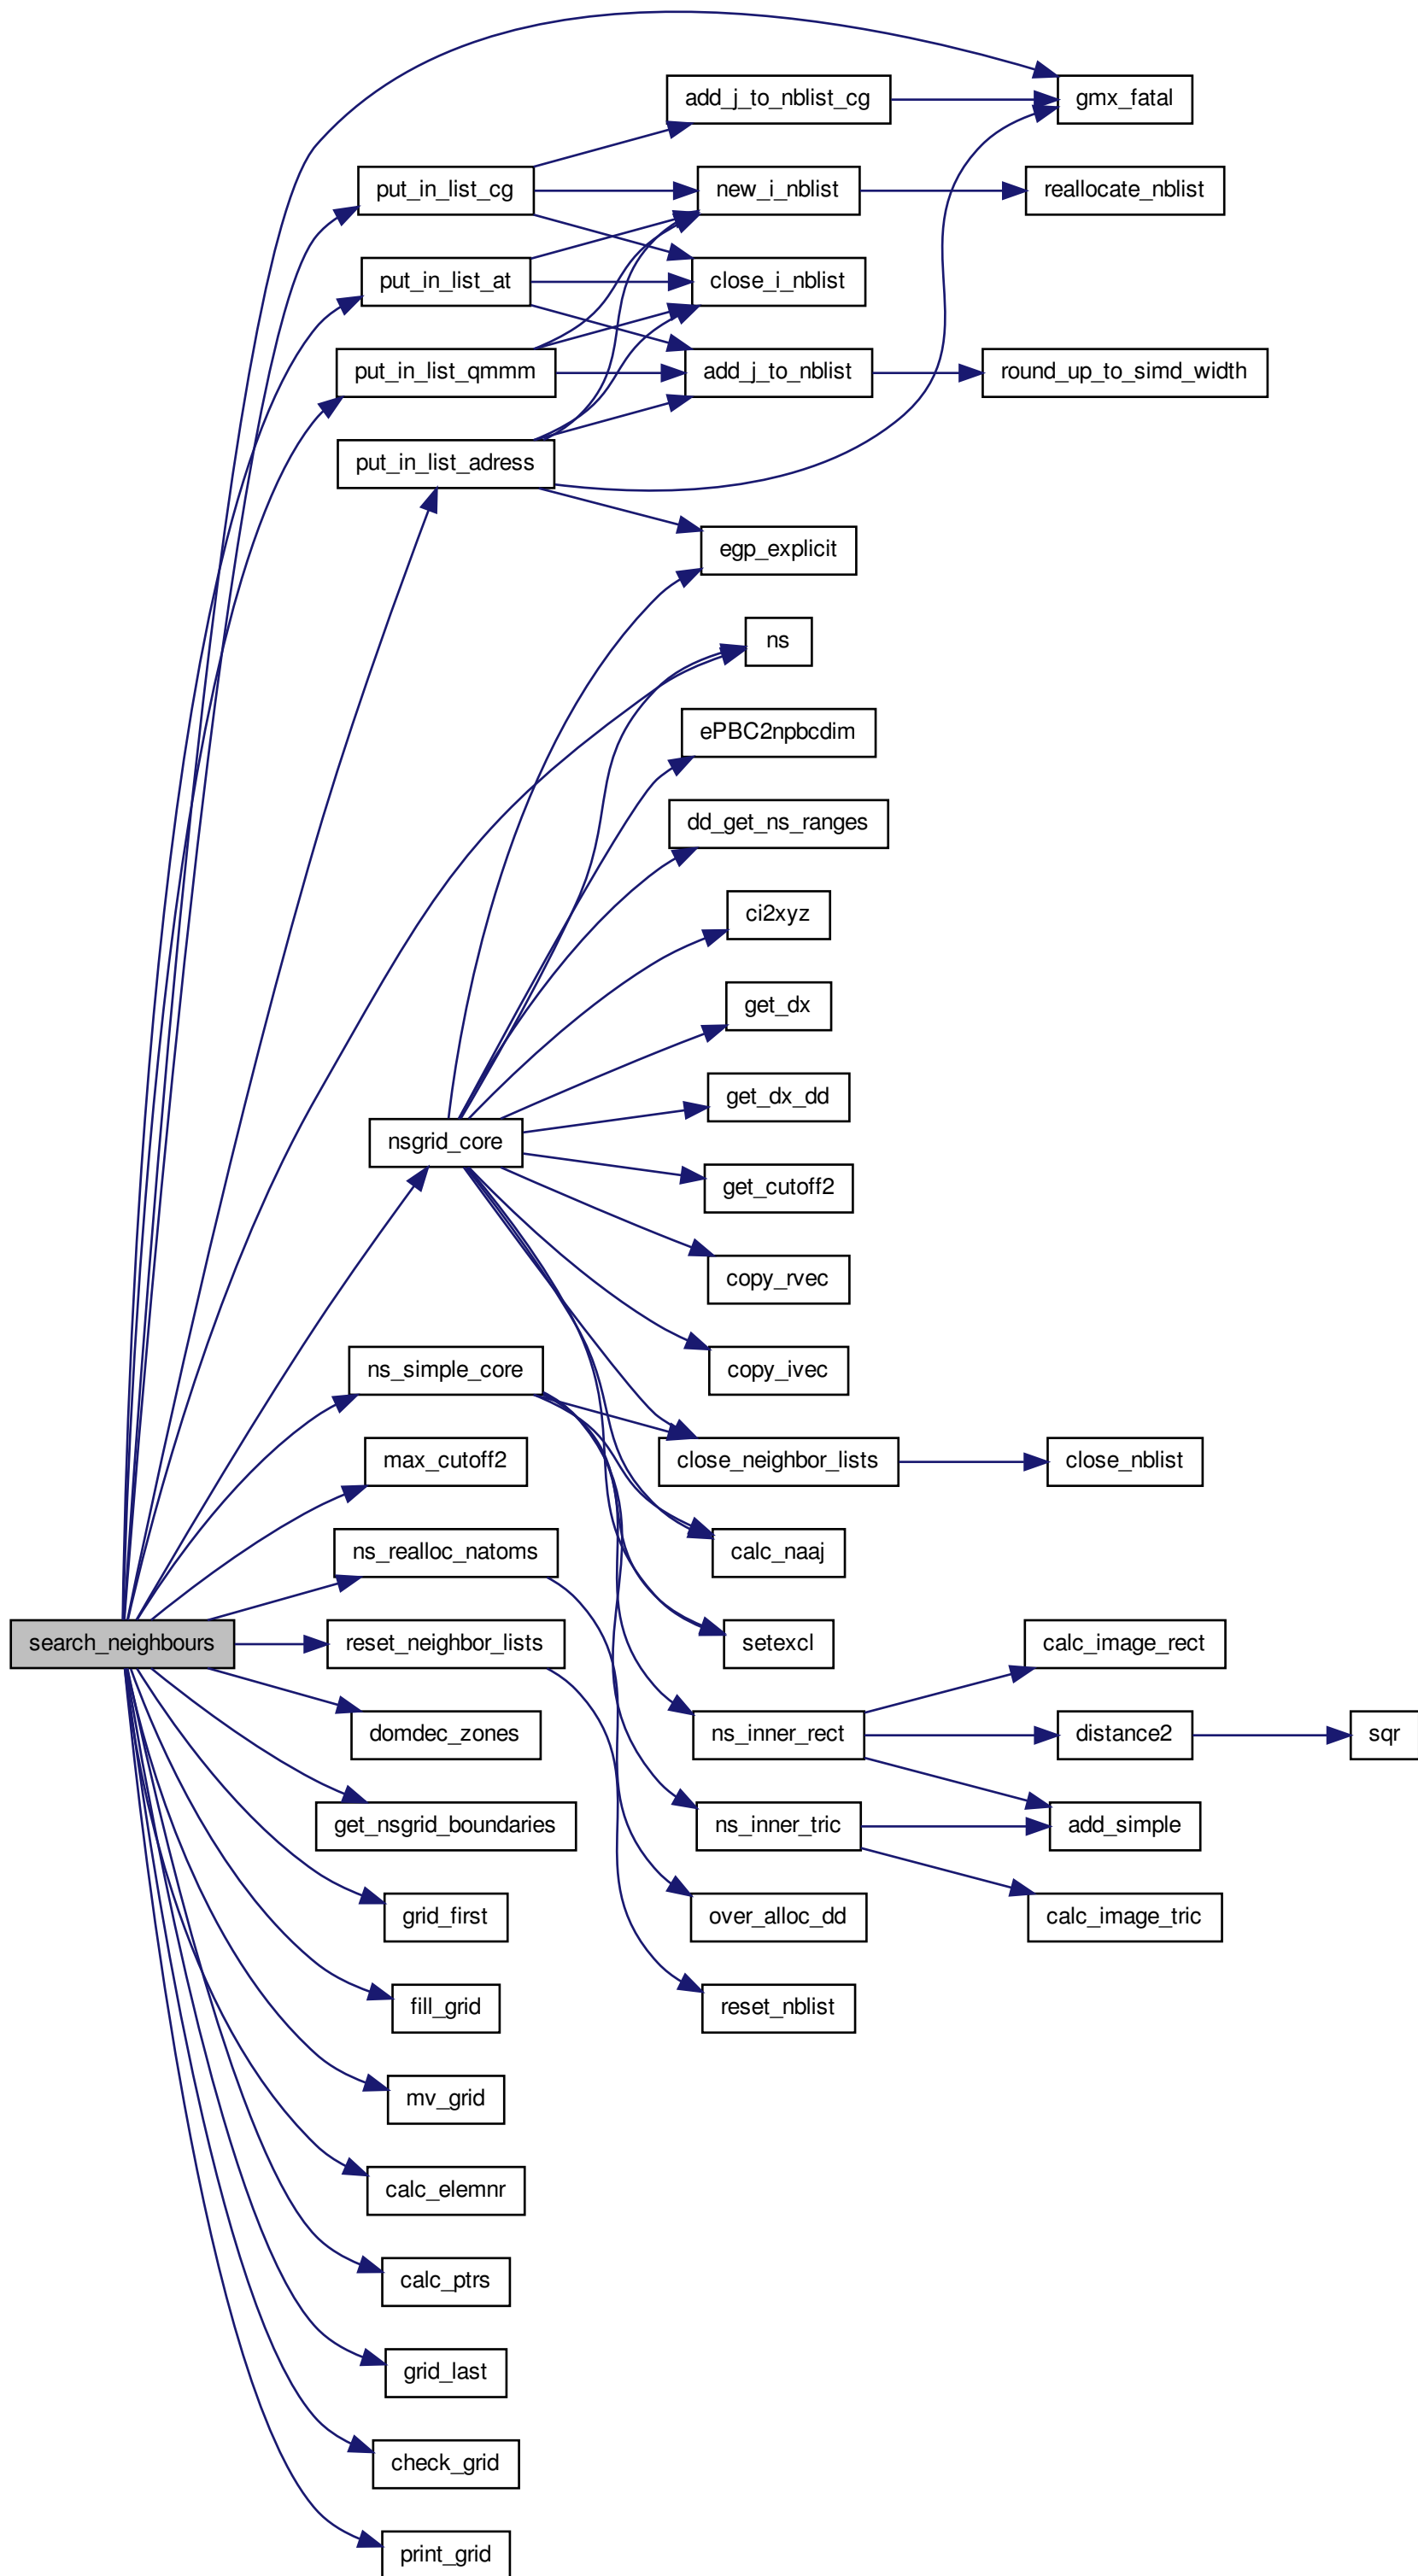 add_j_to_nblist_cg
gmx_fatal
put_in_list_cg
new_i_nblist
reallocate_nblist
put_in_list_at
close_i_nblist
put_in_list_qmmm
add_j_to_nblist
round_up_to_simd_width
put_in_list_adress
egp_explicit
ns
ePBC2npbcdim
dd_get_ns_ranges
ci2xyz
get_dx
get_dx_dd
nsgrid_core
get_cutoff2
copy_rvec
ns_simple_core
copy_ivec
max_cutoff2
close_neighbor_lists
close_nblist
ns_realloc_natoms
calc_naaj
search_neighbours
reset_neighbor_lists
setexcl
calc_image_rect
domdec_zones
ns_inner_rect
distance2
sqr
get_nsgrid_boundaries
ns_inner_tric
add_simple
grid_first
over_alloc_dd
calc_image_tric
fill_grid
reset_nblist
mv_grid
calc_elemnr
calc_ptrs
grid_last
check_grid
print_grid